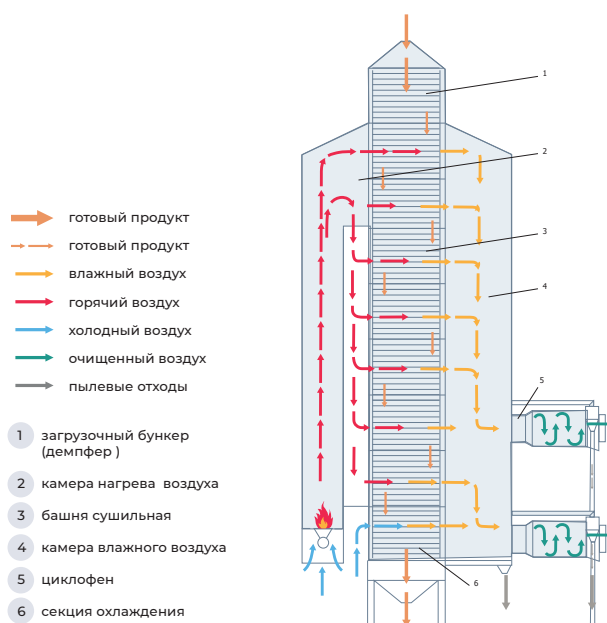 1
2
3
4
5
6
готовый продукт
готовый продукт
влажный воздух
горячий воздух
холодный воздух
очищенный воздух
пылевые отходы
1 загрузочный бункер
(демпфер )
2 камера нагрева воздуха
3 башня сушильная
4 камера влажного воздуха
5 циклофен
6 секция охлаждения